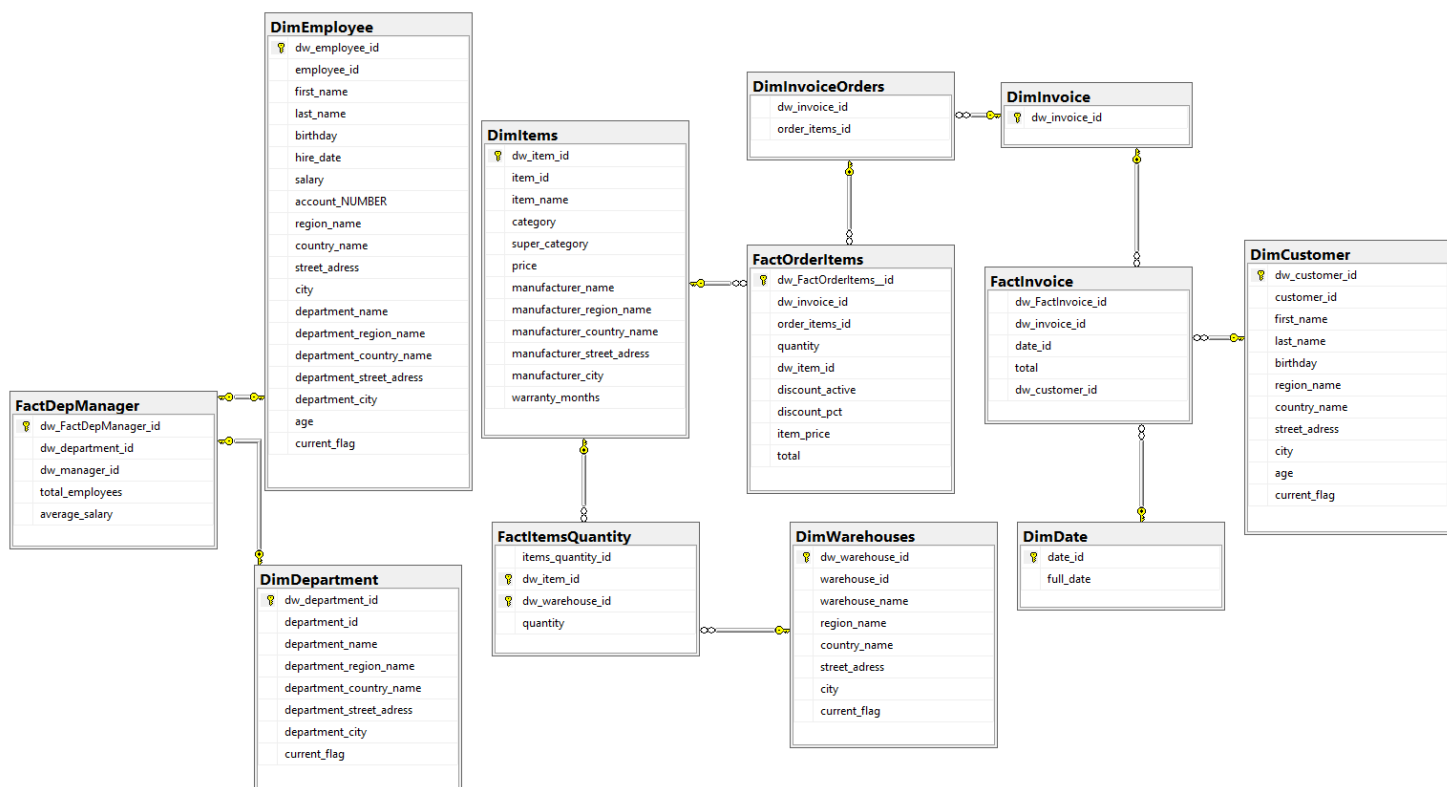 DimEmployee
dw_employee_id
employee_id
first_name
last_name
birthday
hire_date
salary
account_NUMBER
region_name
country_name
street_adress
city
department_name
department_region_name
department_country_name
department_street_adress
department_city
age
current_flag
DimItems
dw_item_id
item_id
item_name
category
super_category
price
manufacturer_name
manufacturer_region_name
manufacturer_country_name
manufacturer_street_adress
manufacturer_city
warranty_months
DimInvoiceOrders
dw_invoice_id
order_items_id
DimInvoice
dw_invoice_id
FactOrderItems
dw_FactOrderItems__id
dw_invoice_id
order_items_id
quantity
dw_item_id
discount_active
discount_pct
item_price
total
FactInvoice
dw_FactInvoice_id
dw_invoice_id
date_id
total
dw_customer_id
DimCustomer
dw_customer_id
customer_id
first_name
last_name
birthday
region_name
country_name
street_adress
city
age
current_flag
FactDepManager
dw_FactDepManager_id
dw_department_id
dw_manager_id
total_employees
average_salary
DimDepartment
dw_department_id
department_id
department_name
department_region_name
department_country_name
department_street_adress
department_city
current_flag
FactItemsQuantity
items_quantity_id
dw_item_id
dw_warehouse_id
quantity
DimWarehouses
dw_warehouse_id
warehouse_id
warehouse_name
region_name
country_name
street_adress
city
current_flag
DimDate
date_id
full_date